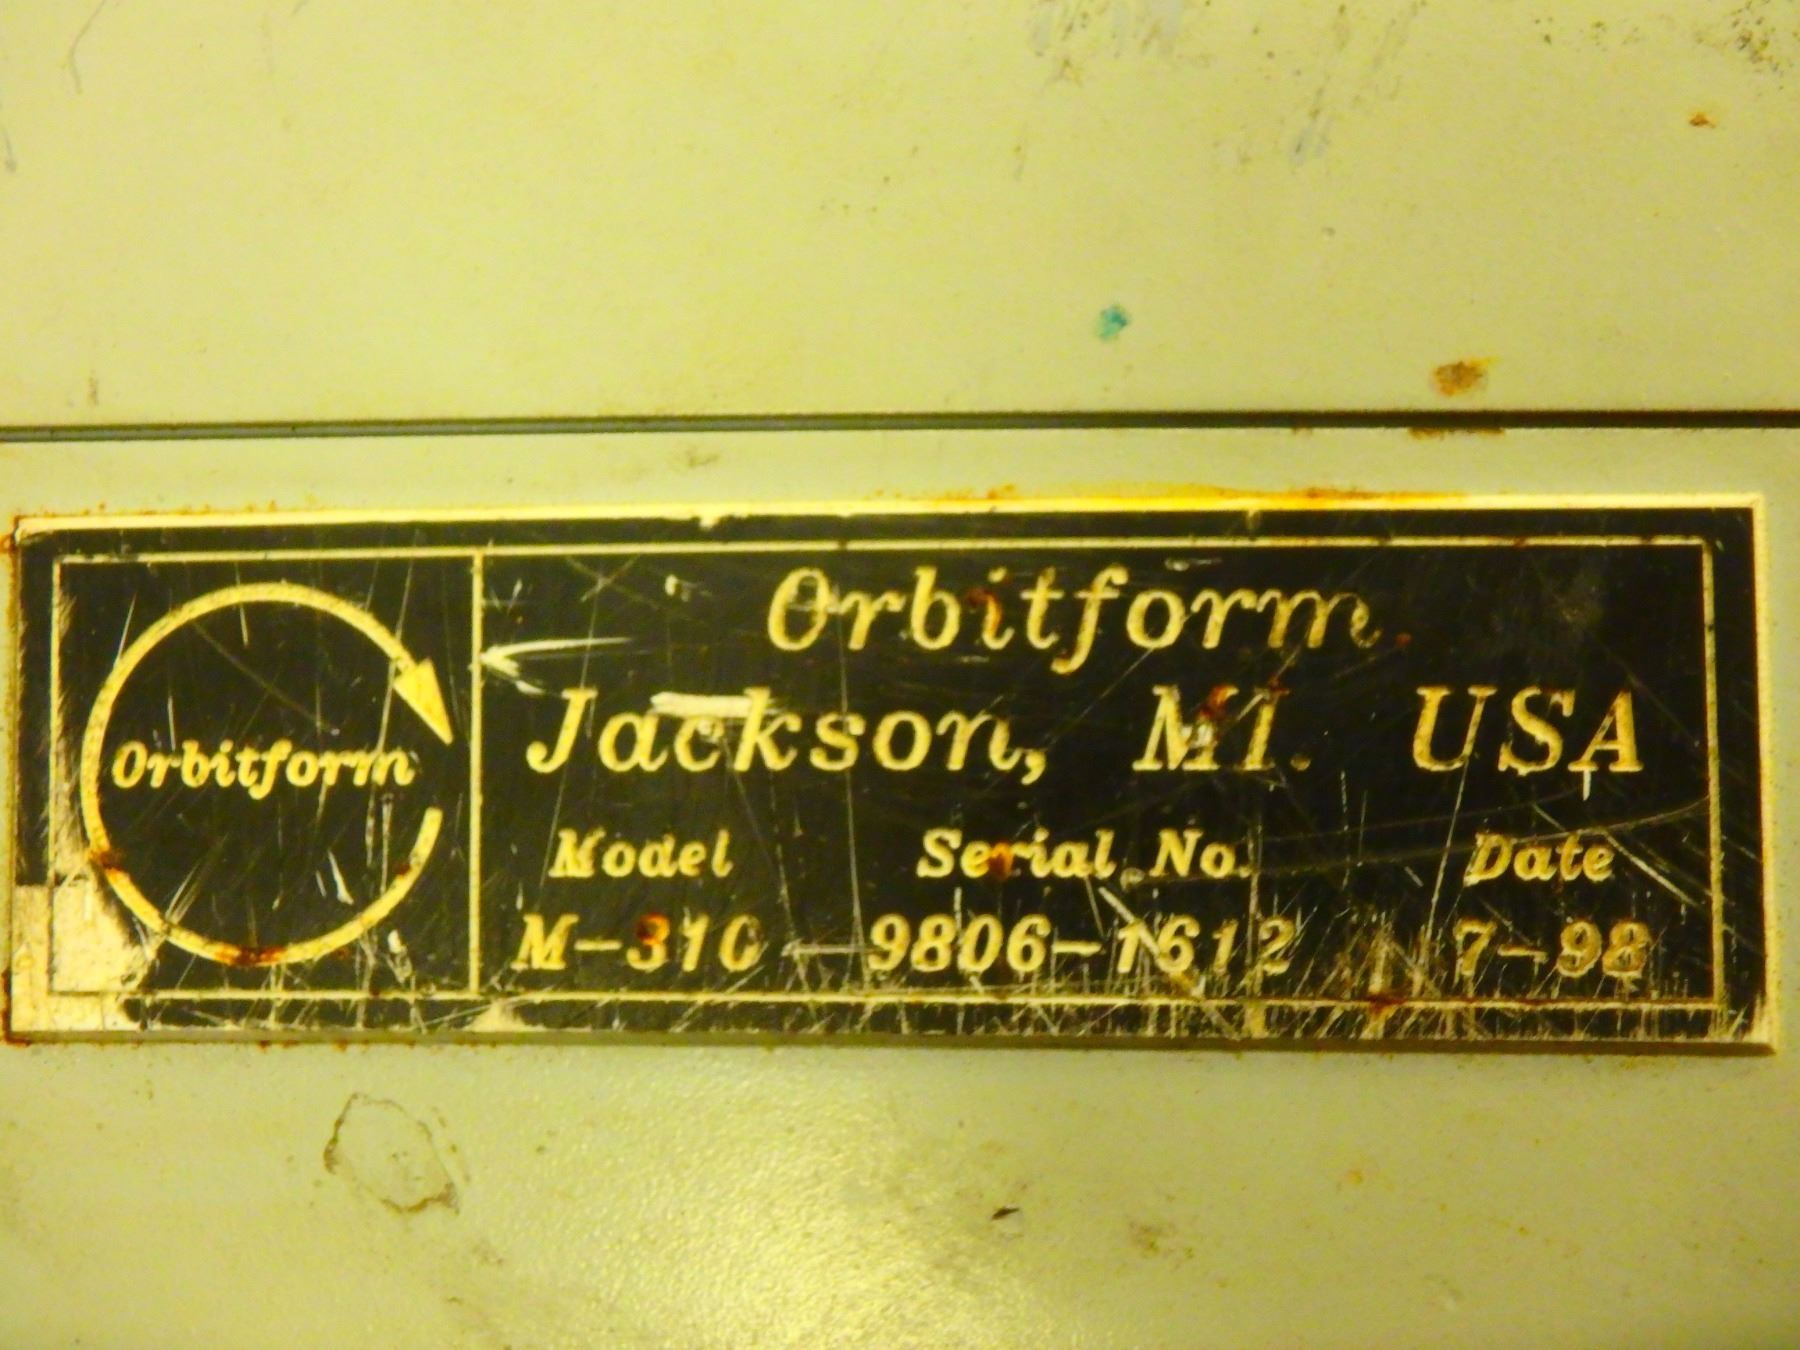 Orbitform
Orbitform
Jackson, MI. USA
Model Serial No. Date
M-310 9806-1612 7-98